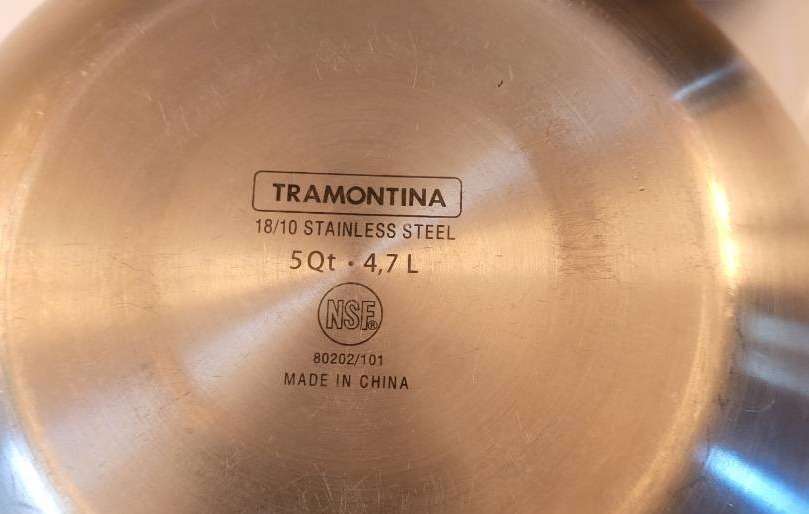 TRAMONTINA
18/10 STAINLESS STEEL
5Qt • 4,7 L
NSF®
80202/101
MADE IN CHINA